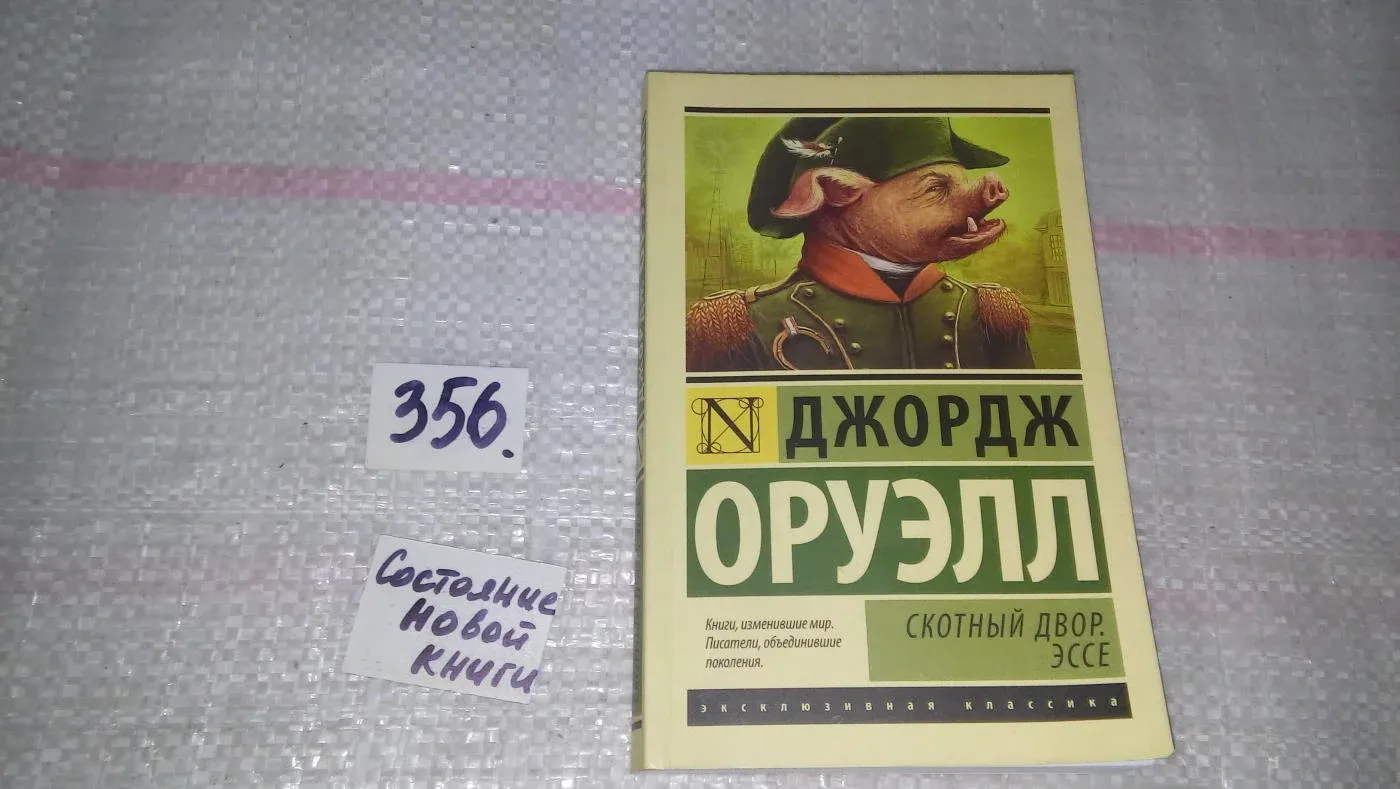 356.
Состояние
новой
книги
N
ДЖОРДЖ
ОРУЭЛЛ
Книги, изменившие мир.
Писатели, объединившие
поколения.
СКОТНЫЙ ДВОР.
ЭССЕ
эксклюзивная классика